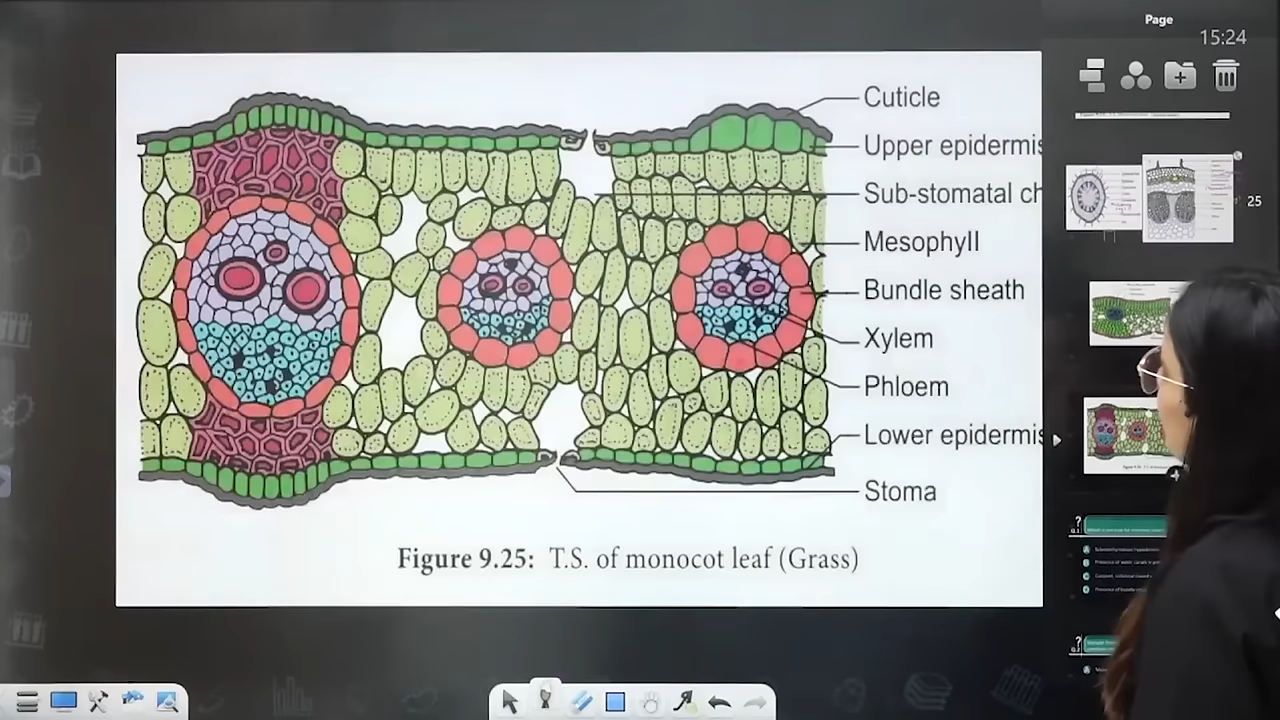 Page
15:24
25
Cuticle
Upper epidermis
Sub-stomatal ch
Mesophyll
Bundle sheath
Xylem
Phloem
Lower epidermis
Stoma
Figure 9.25: T.S. of monocot leaf (Grass)